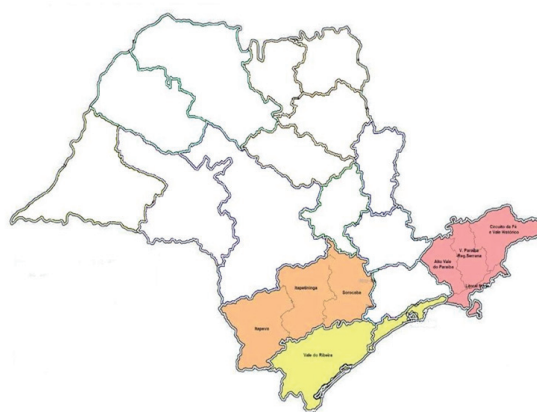 Circuito da Fé
e Vale Histórico
V. Paraíba
Reg. Serrana
Alto Vale
do Paraíba
Litoral Norte
Itapetininga
Sorocaba
Itapeva
Vale do Ribeira